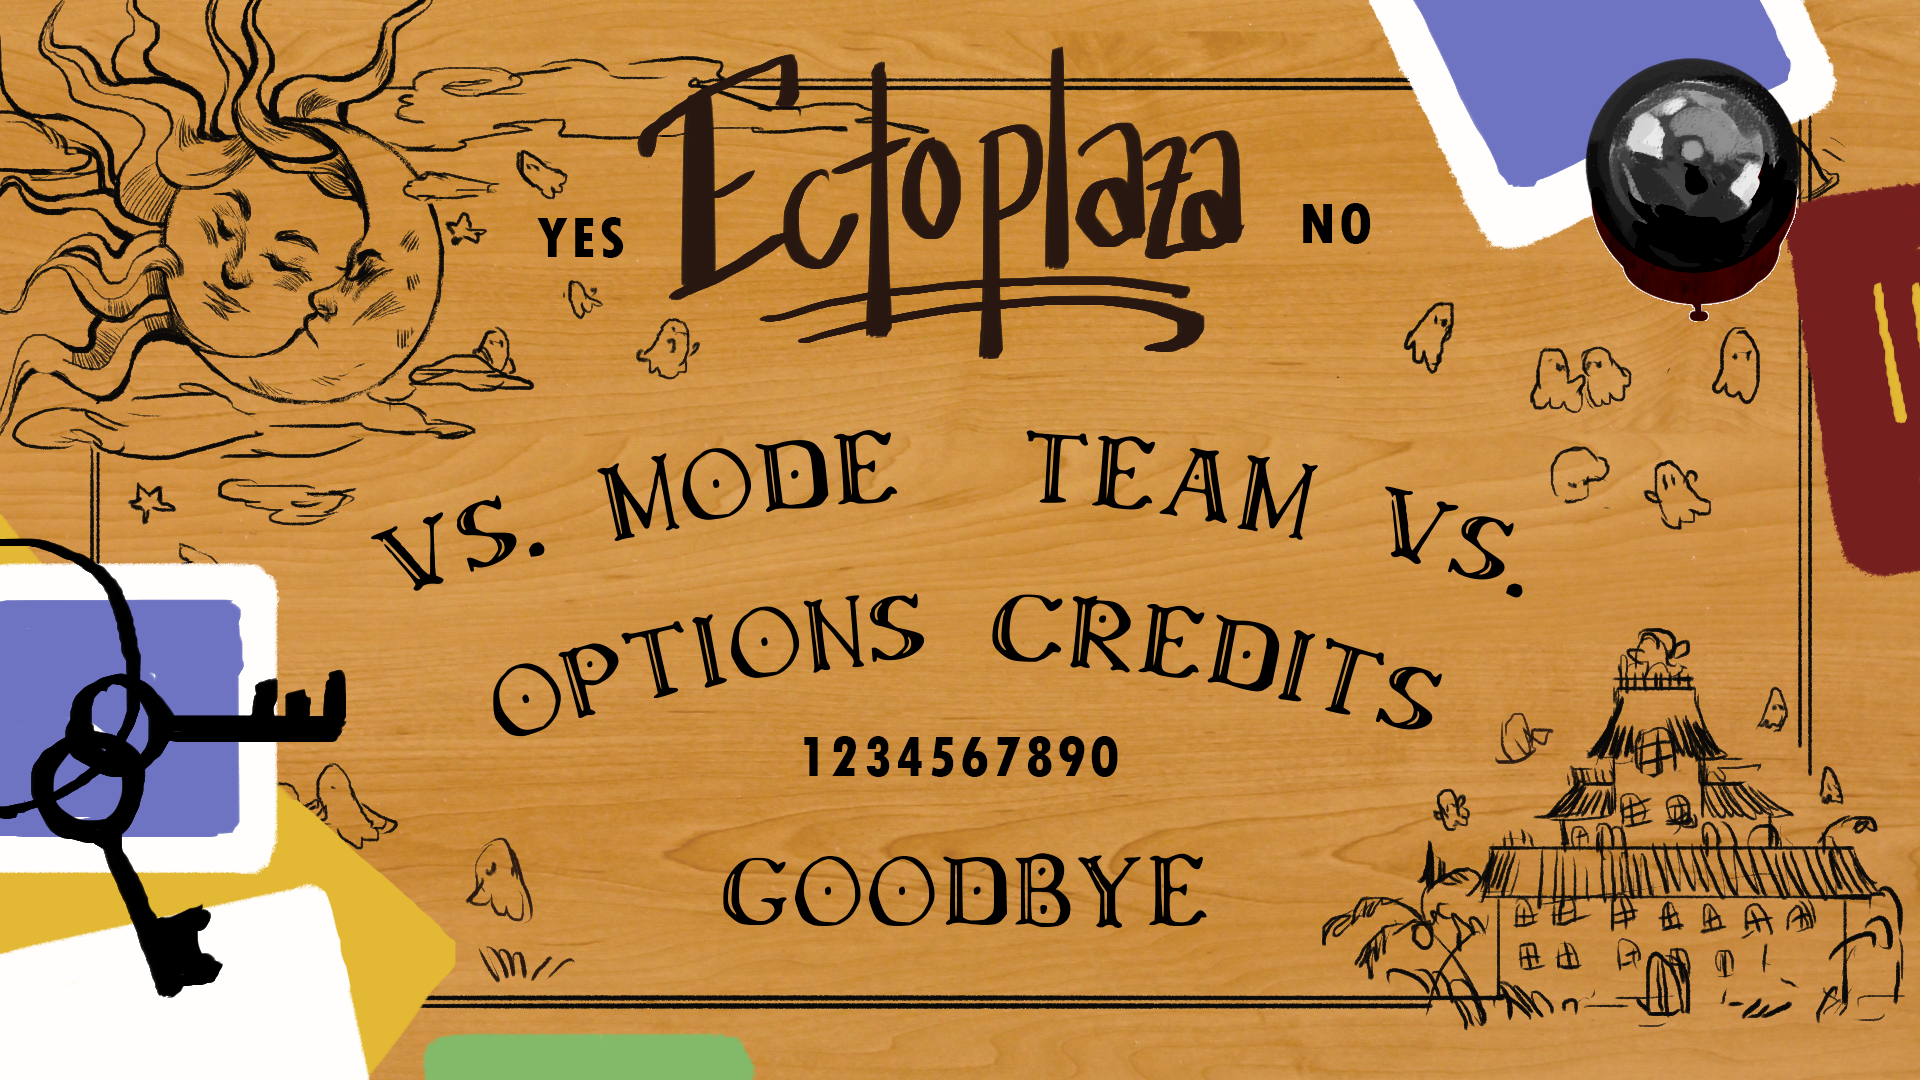 Ectoplaza
YES NO
VS. MODE TEAM VS.
OPTIONS CREDITS
1234567890
GOODBYE